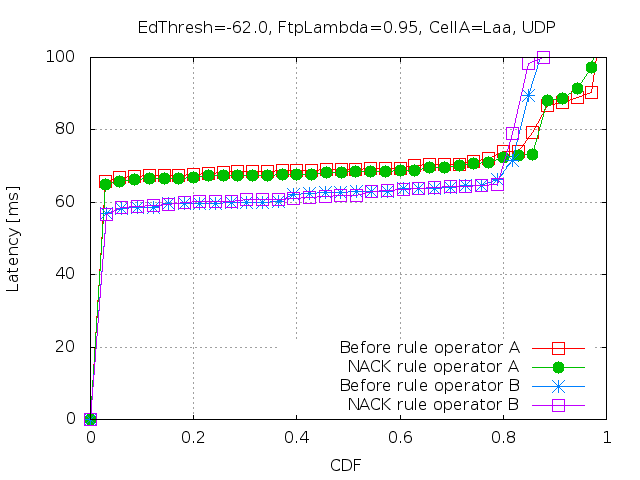 EdThresh=-62.0, FtpLambda=0.95, CellA=Laa, UDP
100
80
60
40
20
0
Latency [ms]
Before rule operator A
NACK rule operator A
Before rule operator B
NACK rule operator B
0 0.2 0.4 0.6 0.8 1
CDF